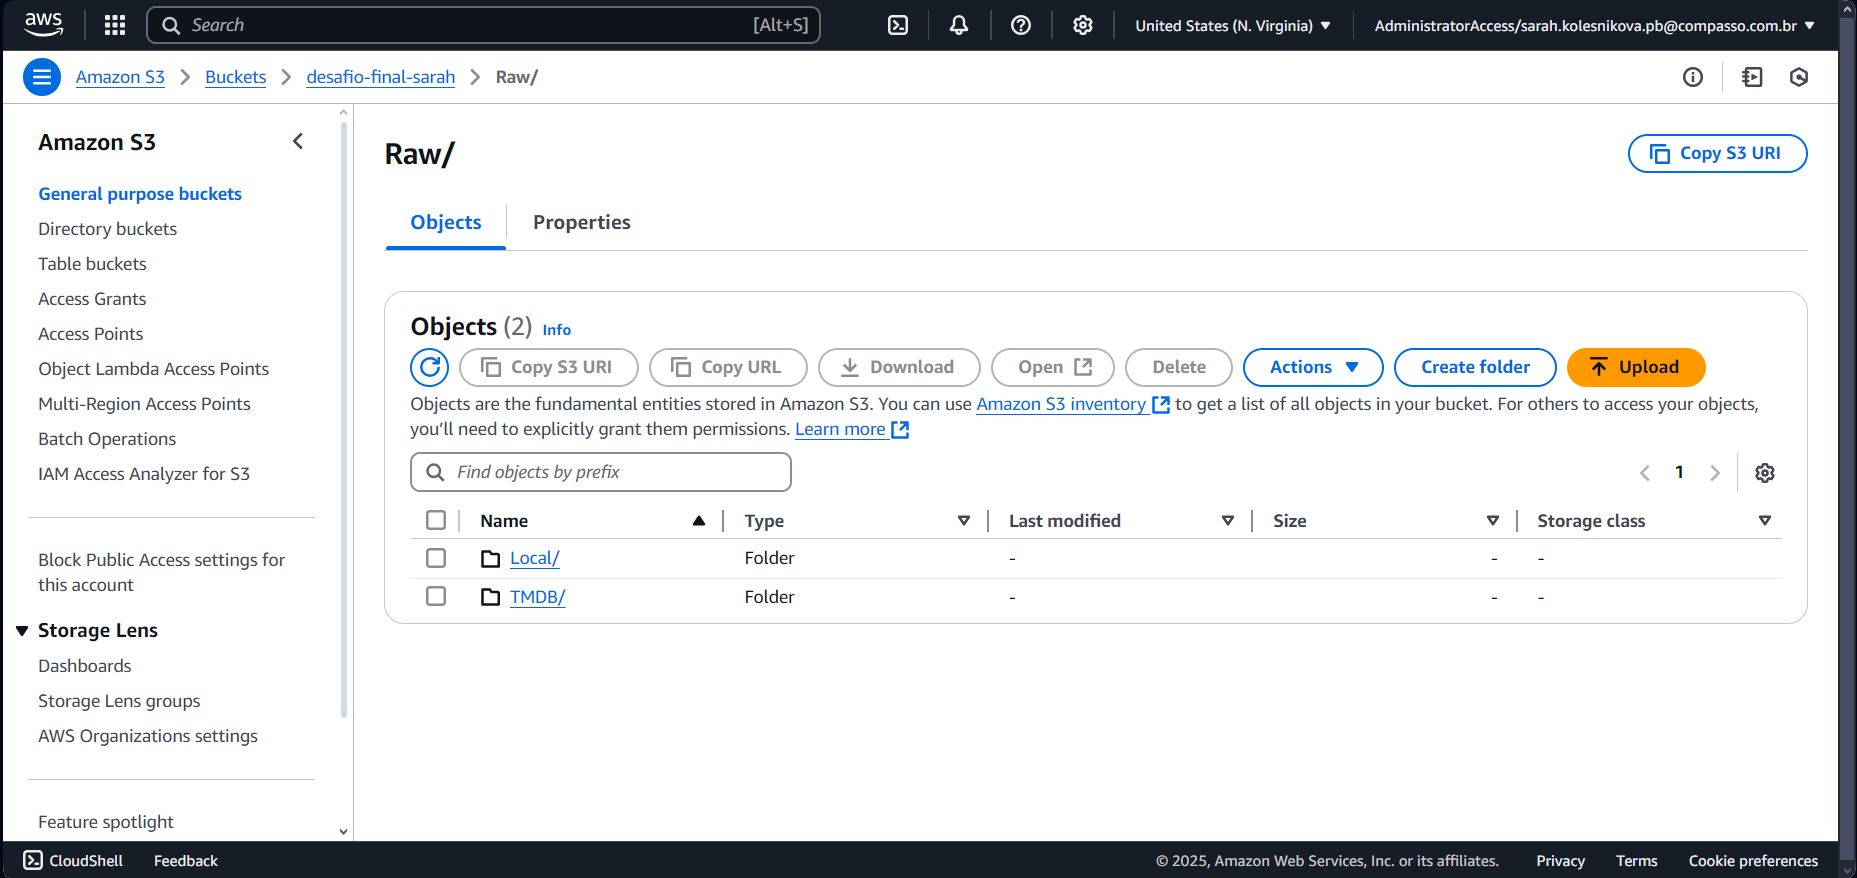 aws
Search [Alt+S]
United States (N. Virginia)
AdministratorAccess/sarah.kolesnikova.pb@compasso.com.br
Amazon S3 > Buckets > desafio-final-sarah > Raw/
Amazon S3
General purpose buckets
Directory buckets
Table buckets
Access Grants
Access Points
Object Lambda Access Points
Multi-Region Access Points
Batch Operations
IAM Access Analyzer for S3
Block Public Access settings for
this account
Storage Lens
Dashboards
Storage Lens groups
AWS Organizations settings
Feature spotlight
Raw/
Copy S3 URI
Objects Properties
Objects (2) Info
Copy S3 URI Copy URL Download Open Delete Actions Create folder Upload
Objects are the fundamental entities stored in Amazon S3. You can use Amazon S3 inventory to get a list of all objects in your bucket. For others to access your objects,
you’ll need to explicitly grant them permissions. Learn more
Find objects by prefix
1
Name Type Last modified Size Storage class
Local/ Folder - - -
TMDB/ Folder - - -
CloudShell Feedback
© 2025, Amazon Web Services, Inc. or its affiliates. Privacy Terms Cookie preferences